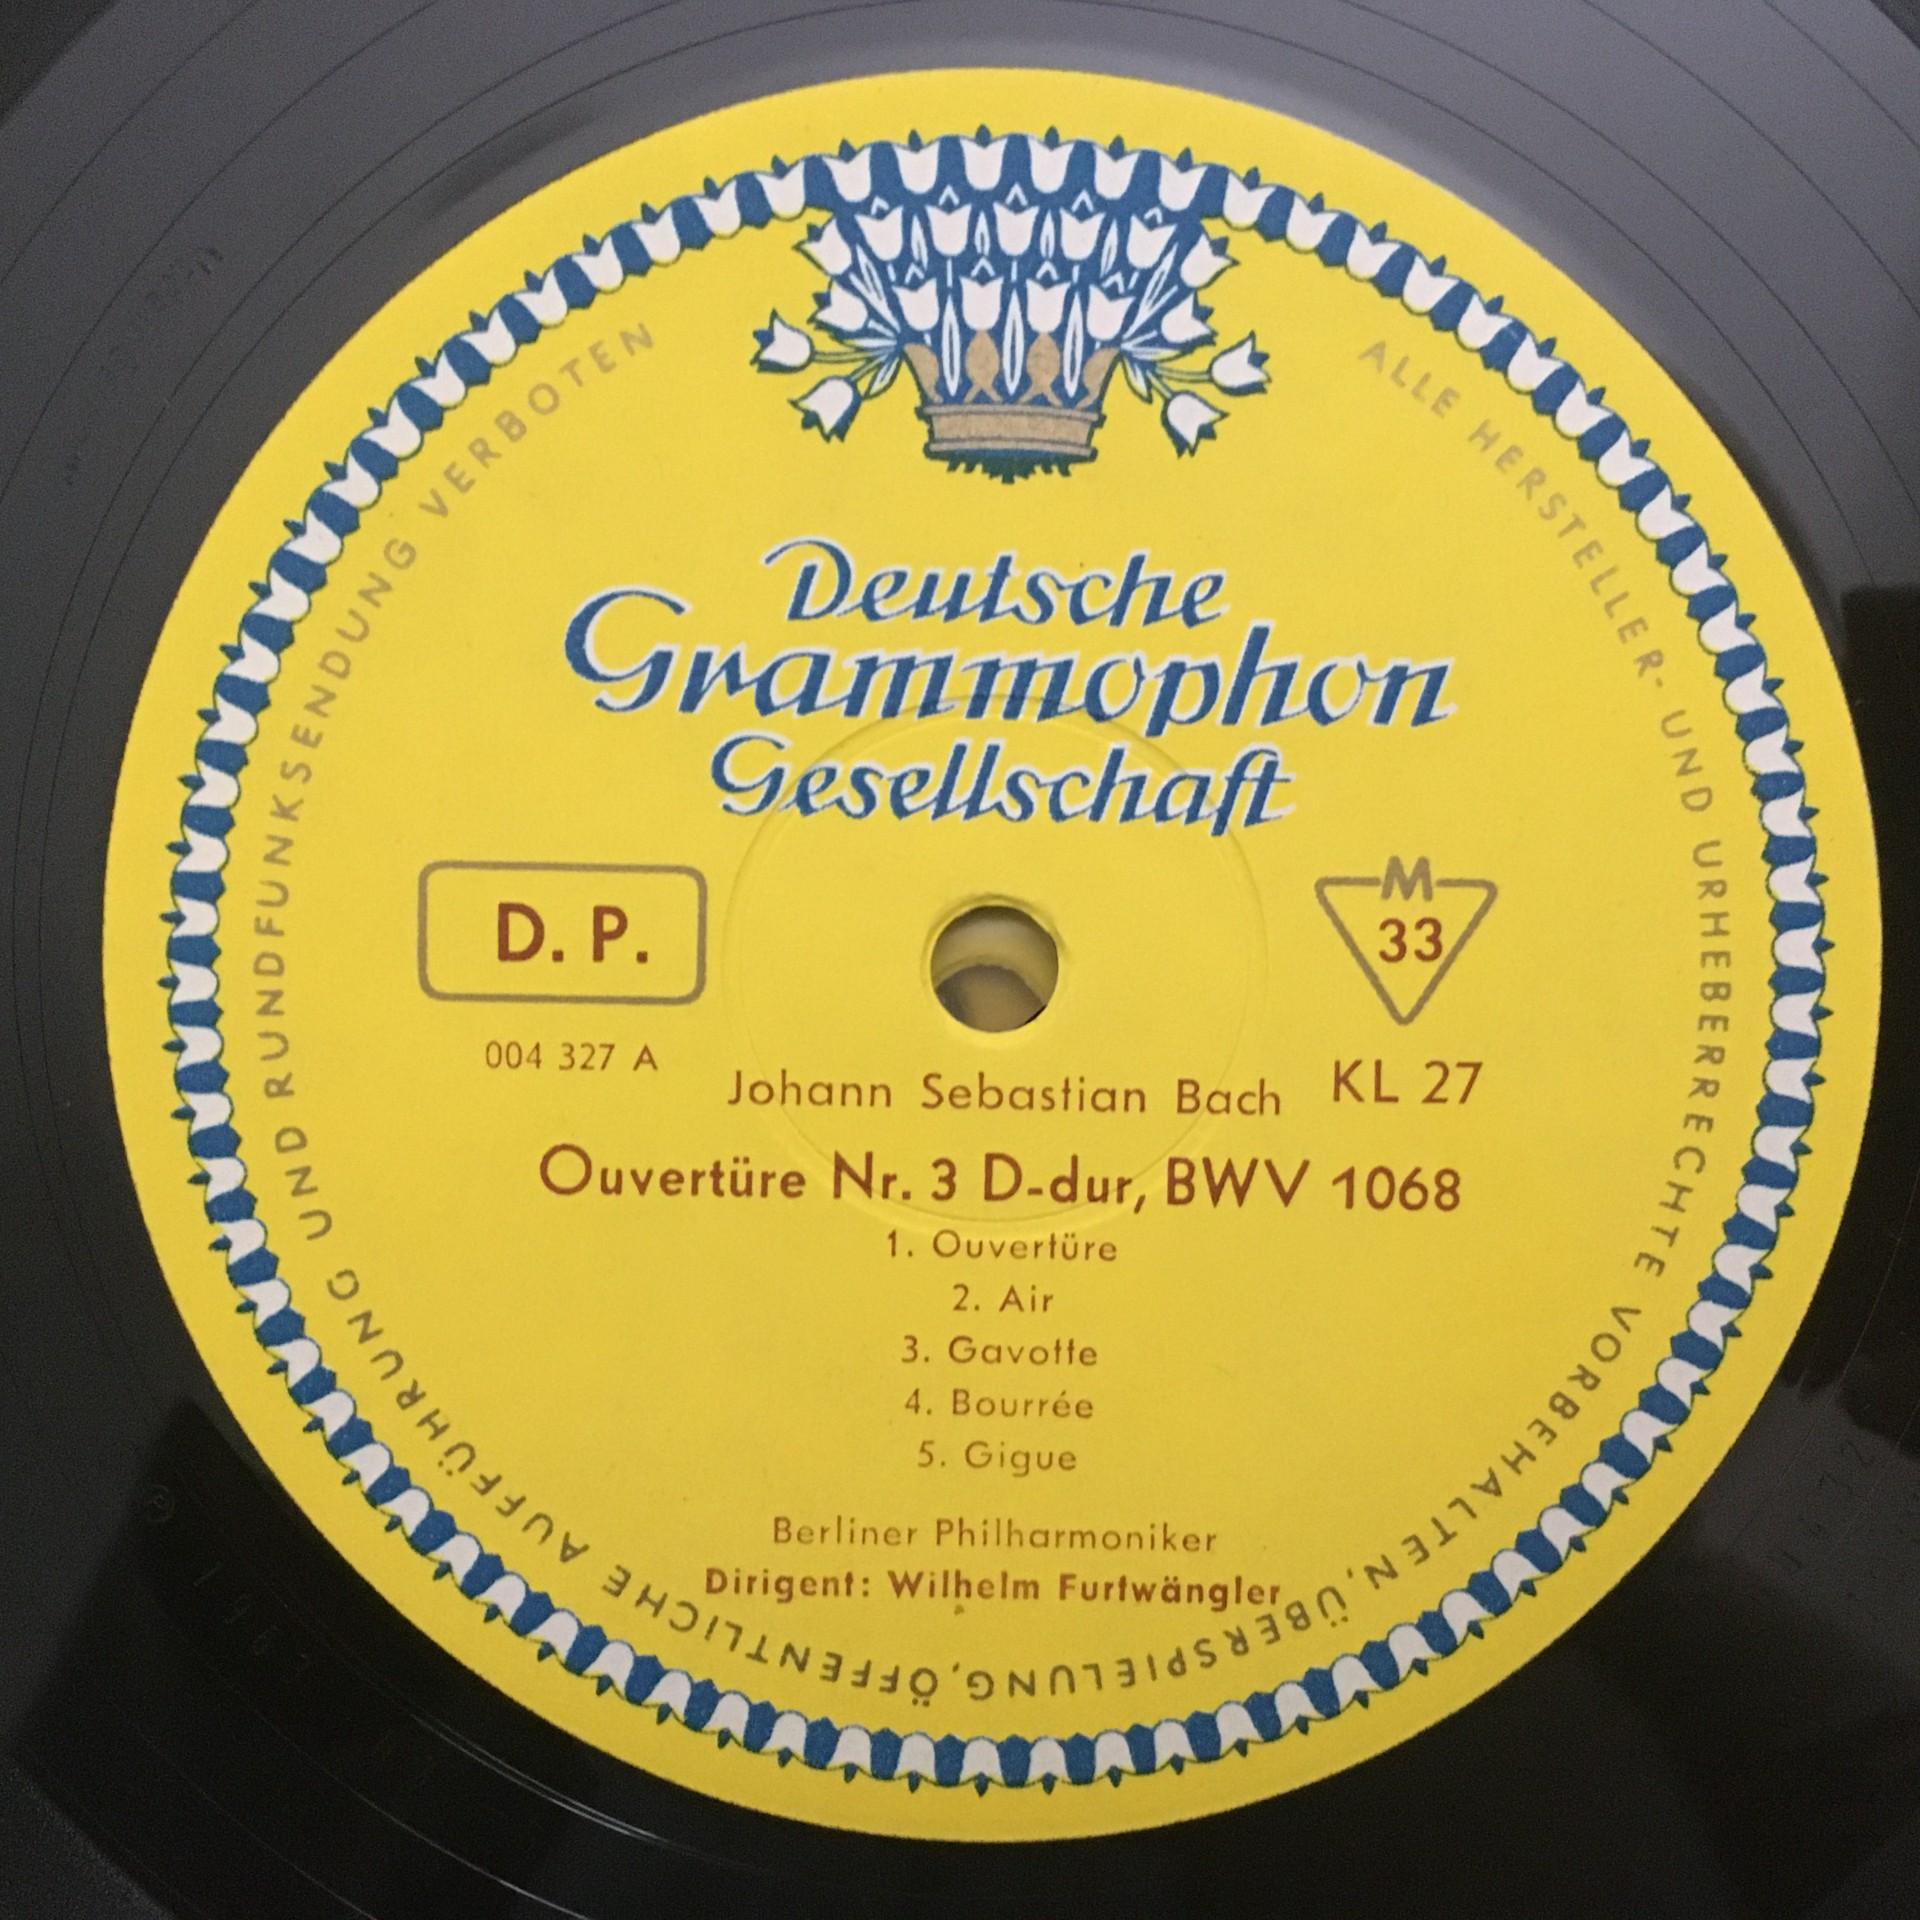 Deutsche
Grammophon
Gesellschaft
D. P.
M
33
004 327 A
KL 27
Johann Sebastian Bach
Ouvertüre Nr. 3 D-dur, BWV 1068
1. Ouvertüre
2. Air
3. Gavotte
4. Bourrée
5. Gigue
Berliner Philharmoniker
Dirigent: Wilhelm Furtwängler
ALLE HERSTELLER- UND URHEBERRECHTE VORBEHALTEN, ÜBERSPIELUNG, ÖFFENTLICHE AUFFÜHRUNG UND RUNDFUNKSENDUNG VERBOTEN